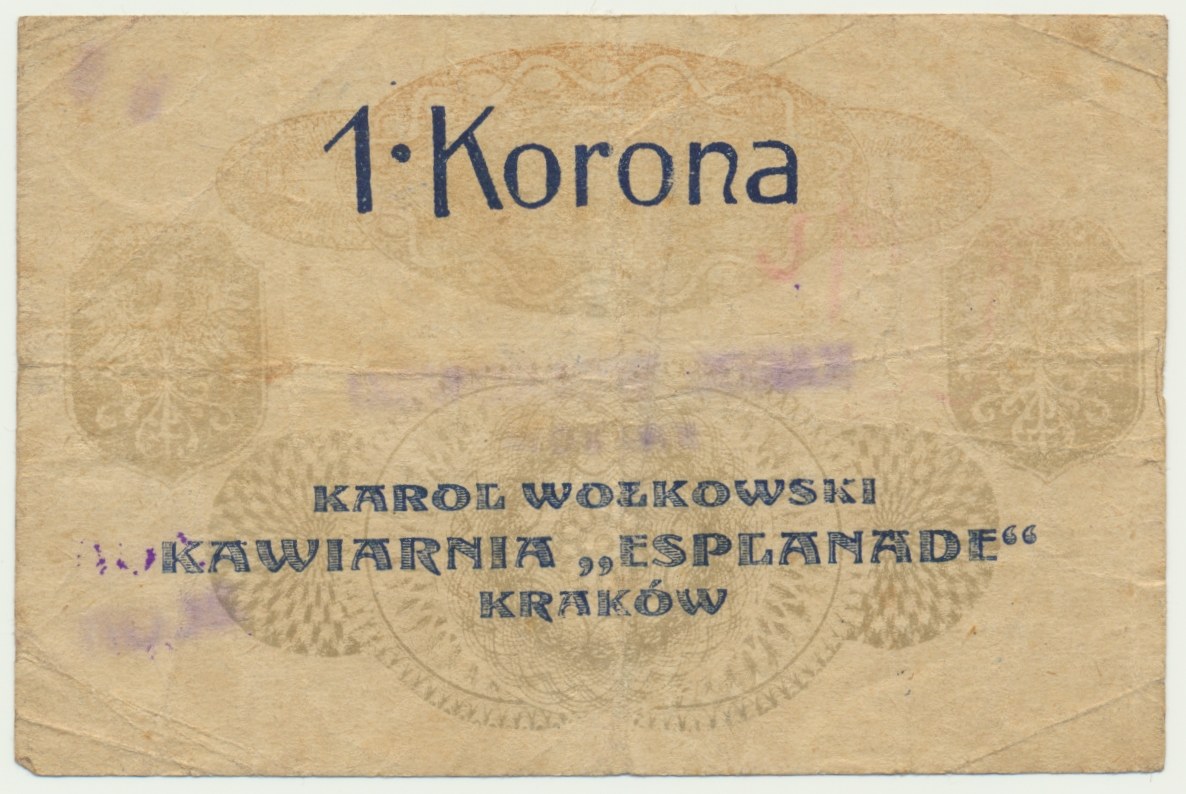 1·Korona
KAROL WOŁKOWSKI
KAWIARNIA „ESPLANADE“
KRAKÓW